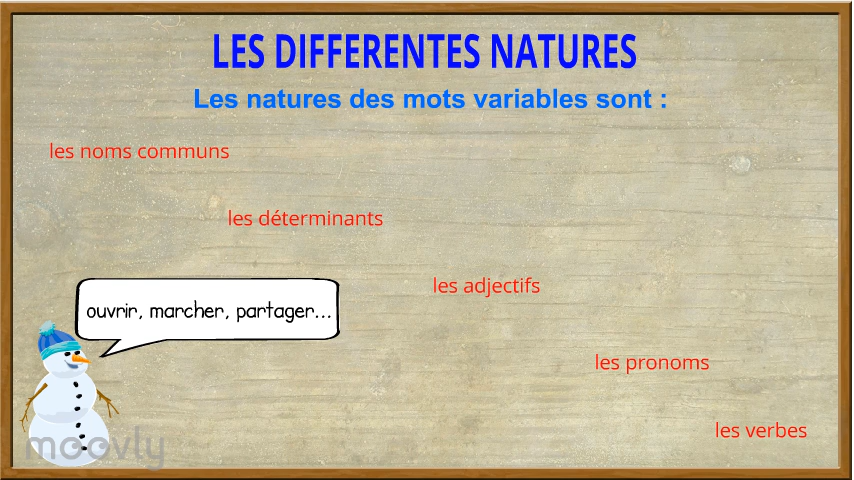 LES DIFFERENTES NATURES
Les natures des mots variables sont :
les noms communs
les déterminants
les adjectifs
ouvrir, marcher, partager...
les pronoms
les verbes
moovly